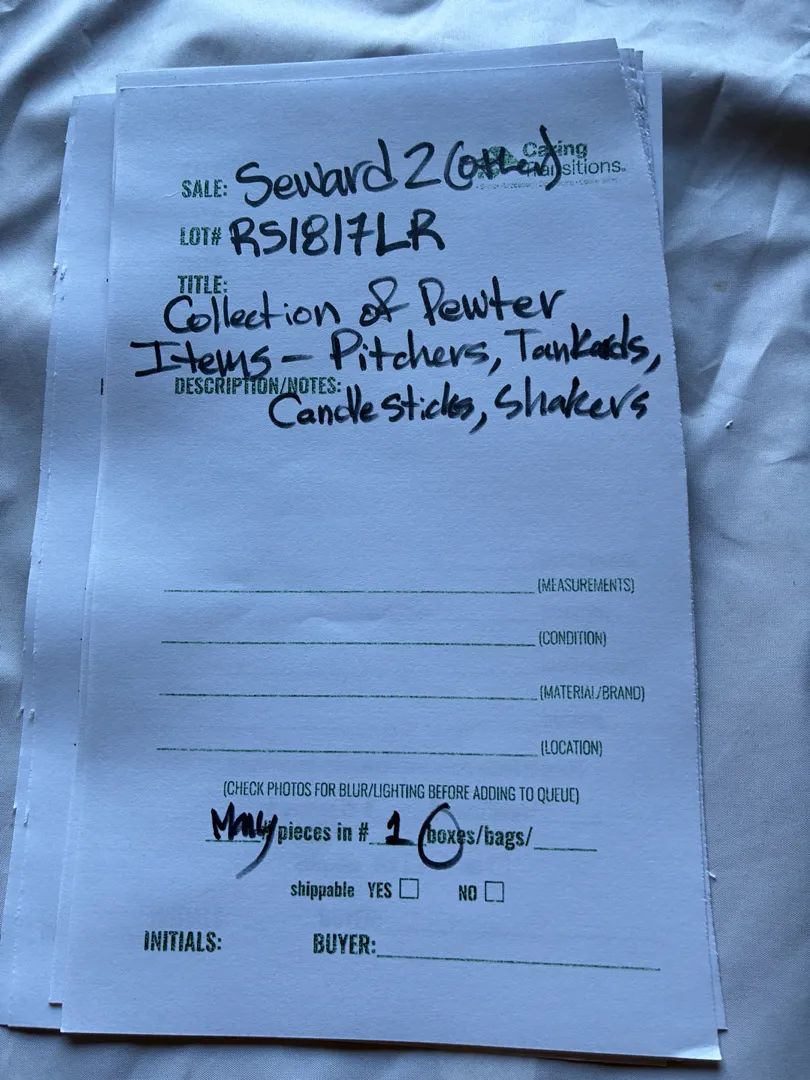 SALE: Seward 2 (other)
Caring
Transitions.
LOT# RS1817LR
TITLE:
Collection of Pewter
Items - Pitchers, Tankards,
DESCRIPTION/NOTES:
Candlesticks, Shakers
(MEASUREMENTS)
(CONDITION)
(MATERIAL/BRAND)
(LOCATION)
(CHECK PHOTOS FOR BLUR/LIGHTING BEFORE ADDING TO QUEUE)
Many pieces in # 1 boxes/bags/
shippable YES NO
INITIALS: BUYER: